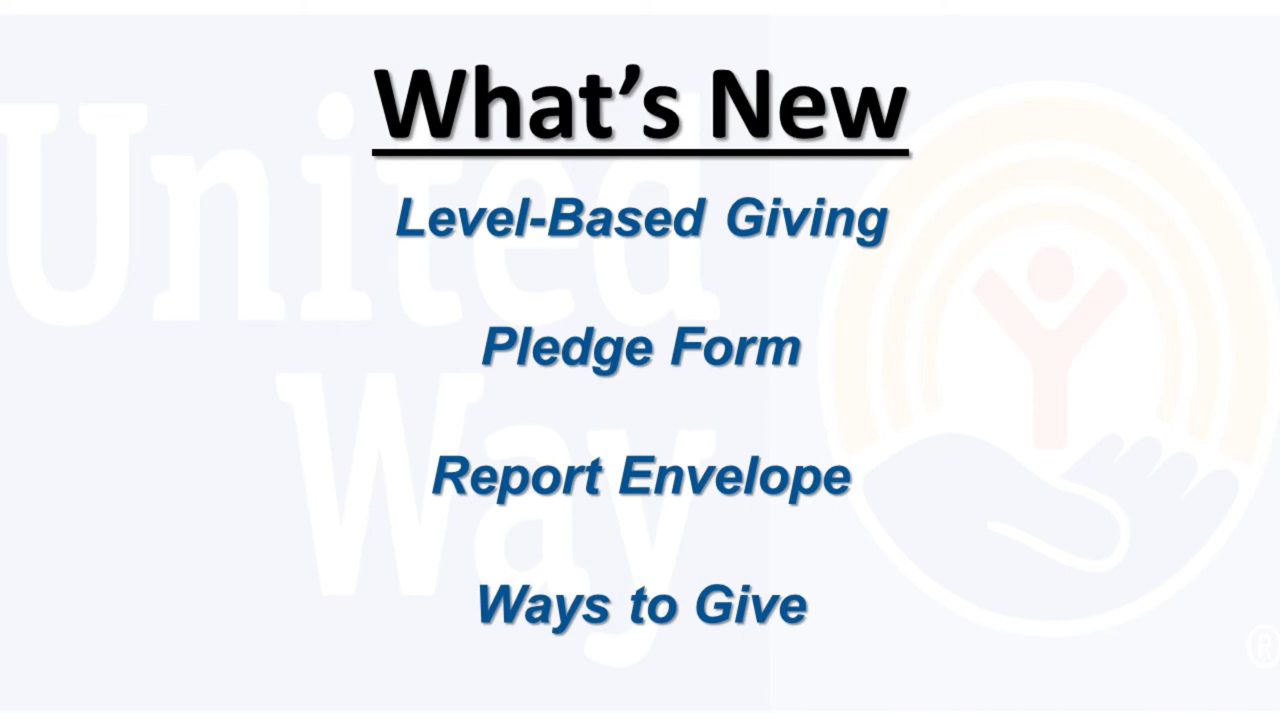 What’s New
Level-Based Giving
Pledge Form
Report Envelope
Ways to Give
United
Way
®